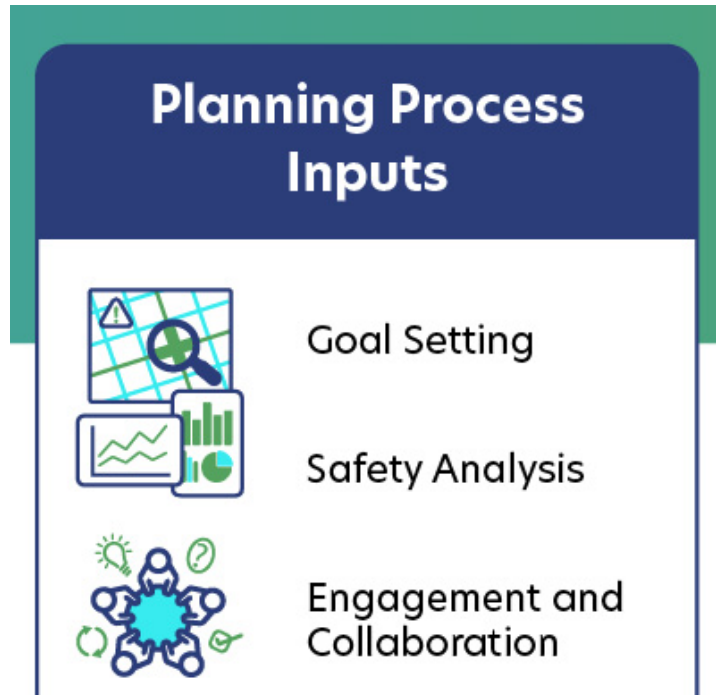 Planning Process
Inputs
Goal Setting
Safety Analysis
Engagement and
Collaboration